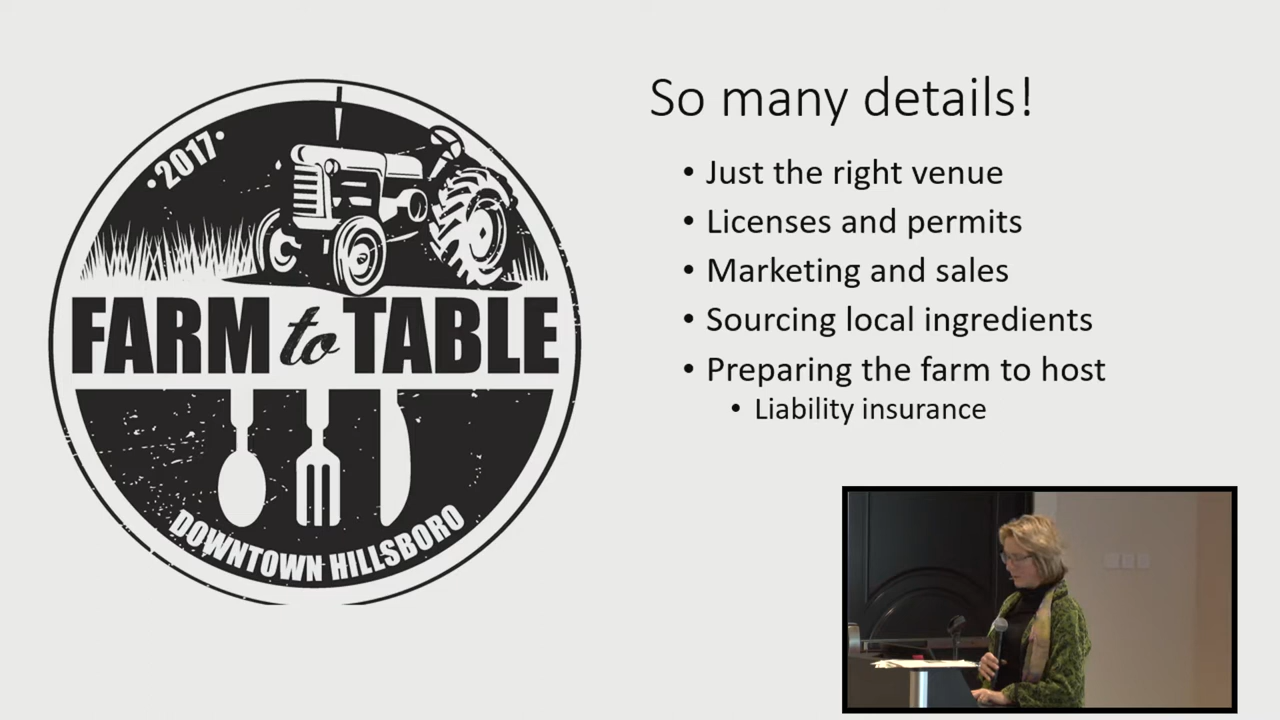 ·2017·
FARM to TABLE
DOWNTOWN HILLSBORO
So many details!
• Just the right venue
• Licenses and permits
• Marketing and sales
• Sourcing local ingredients
• Preparing the farm to host
• Liability insurance